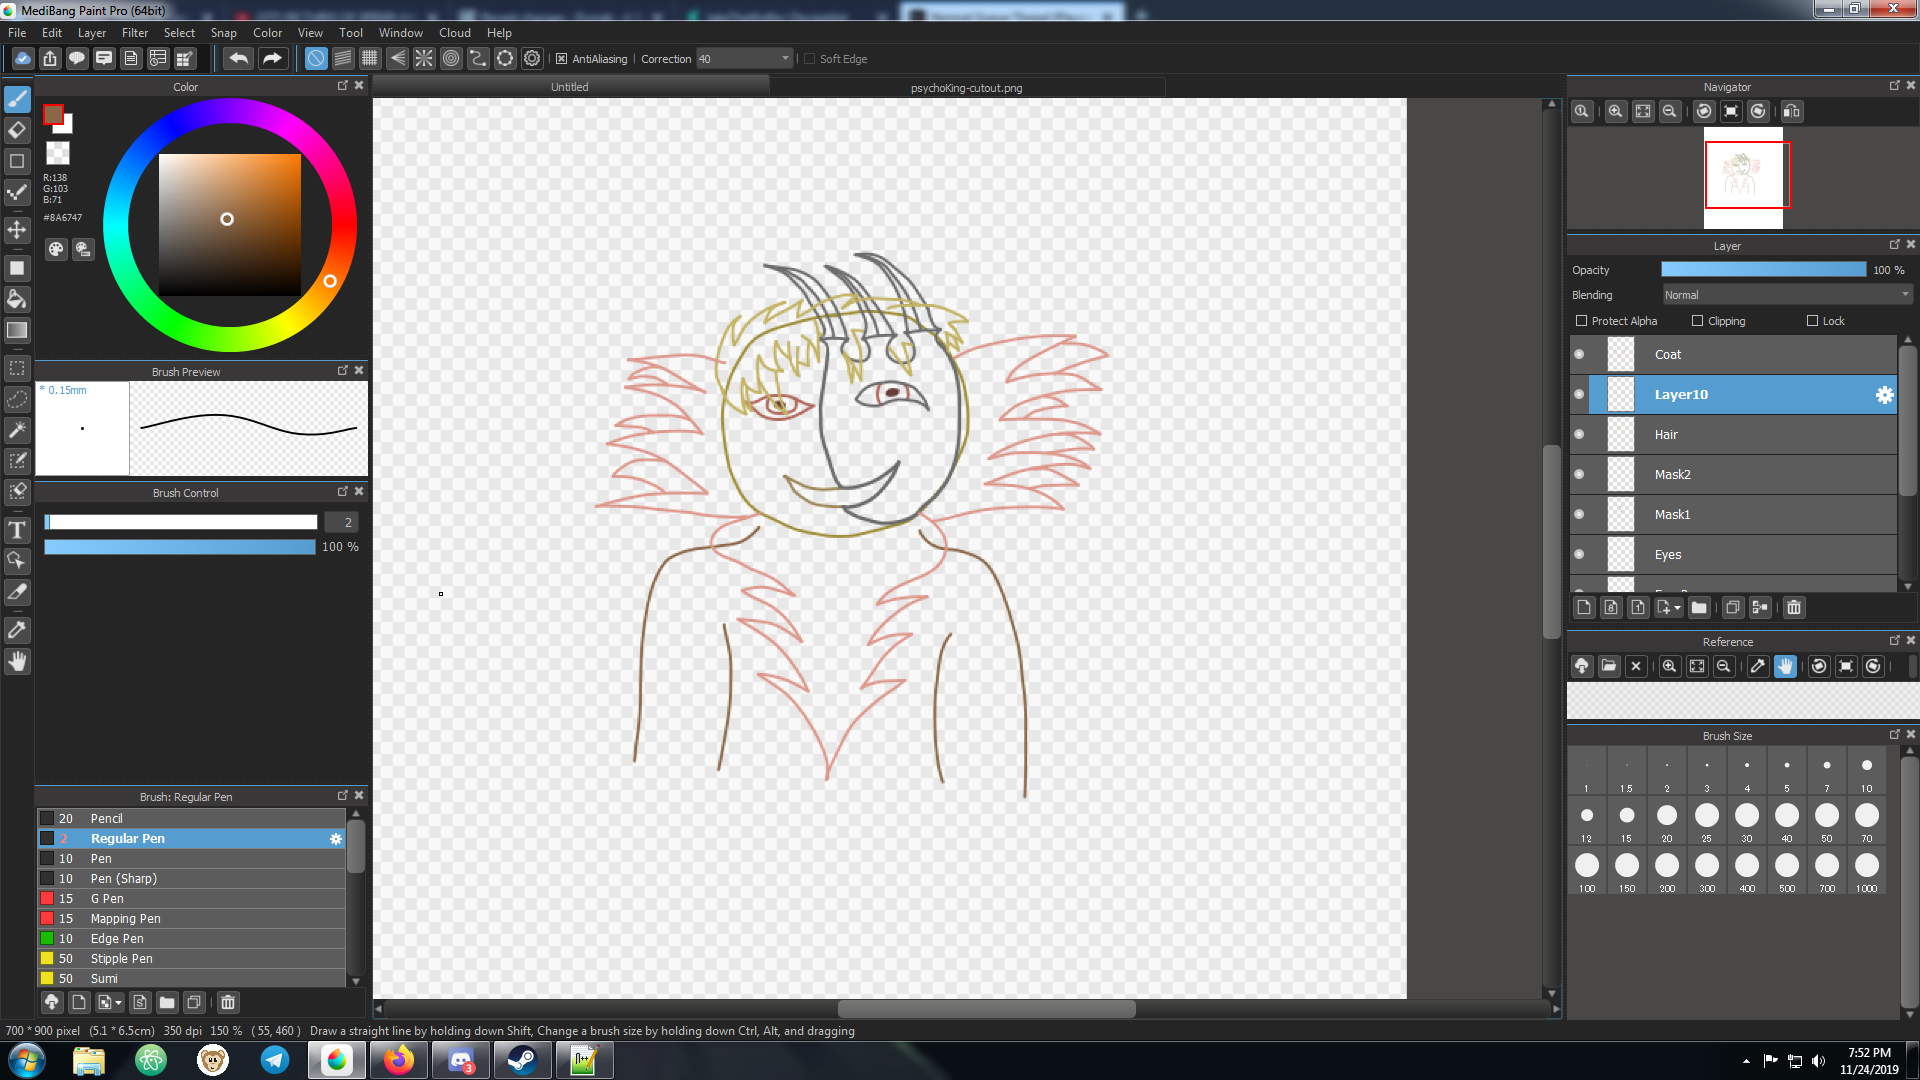 MediBang Paint Pro (64bit)
File Edit Layer Filter Select Snap Color View Tool Window Cloud Help
AntiAliasing Correction 40 Soft Edge
Color
R:138
G:103
B:71
#8A6747
Brush Preview
* 0.15mm
Brush Control
2
100 %
Brush: Regular Pen
20 Pencil
2 Regular Pen
10 Pen
10 Pen (Sharp)
15 G Pen
15 Mapping Pen
10 Edge Pen
50 Stipple Pen
50 Sumi
Untitled
psychoKing-cutout.png
Navigator
Layer
Opacity 100 %
Blending Normal
Protect Alpha Clipping Lock
Coat
Layer10
Hair
Mask2
Mask1
Eyes
Reference
Brush Size
1 1.5 2 3 4 5 7 10
12 15 20 25 30 40 50 70
100 150 200 300 400 500 700 1000
700 * 900 pixel (5.1 * 6.5cm) 350 dpi 150 % ( 55, 460 ) Draw a straight line by holding down Shift, Change a brush size by holding down Ctrl, Alt, and dragging
3
7:52 PM
11/24/2019